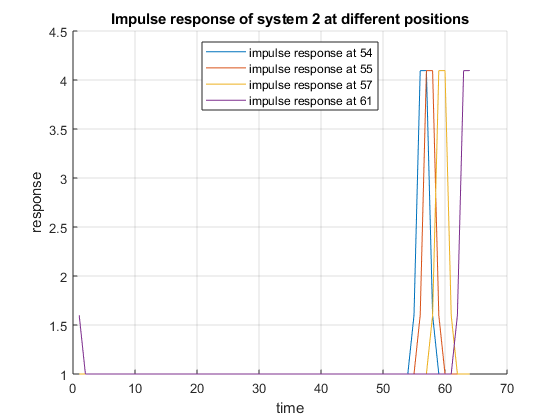 Impulse response of system 2 at different positions
impulse response at 54
impulse response at 55
impulse response at 57
impulse response at 61
response
4.5
4
3.5
3
2.5
2
1.5
1
0 10 20 30 40 50 60 70
time